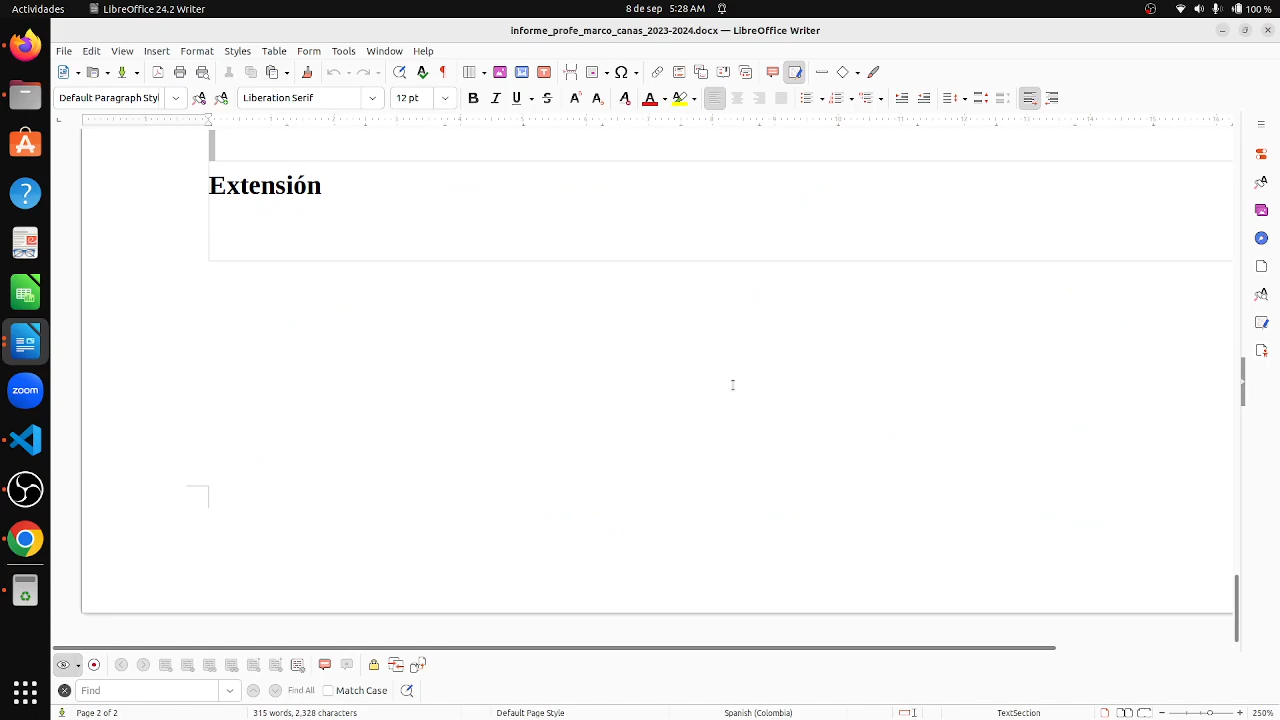 Actividades LibreOffice 24.2 Writer 8 de sep 5:28 AM 100 %
informe_profe_marco_canas_2023-2024.docx — LibreOffice Writer
File Edit View Insert Format Styles Table Form Tools Window Help
Default Paragraph Styl Liberation Serif 12 pt
Extensión
zoom
Find Find All Match Case
Page 2 of 2 315 words, 2,328 characters Default Page Style Spanish (Colombia) TextSection 250%